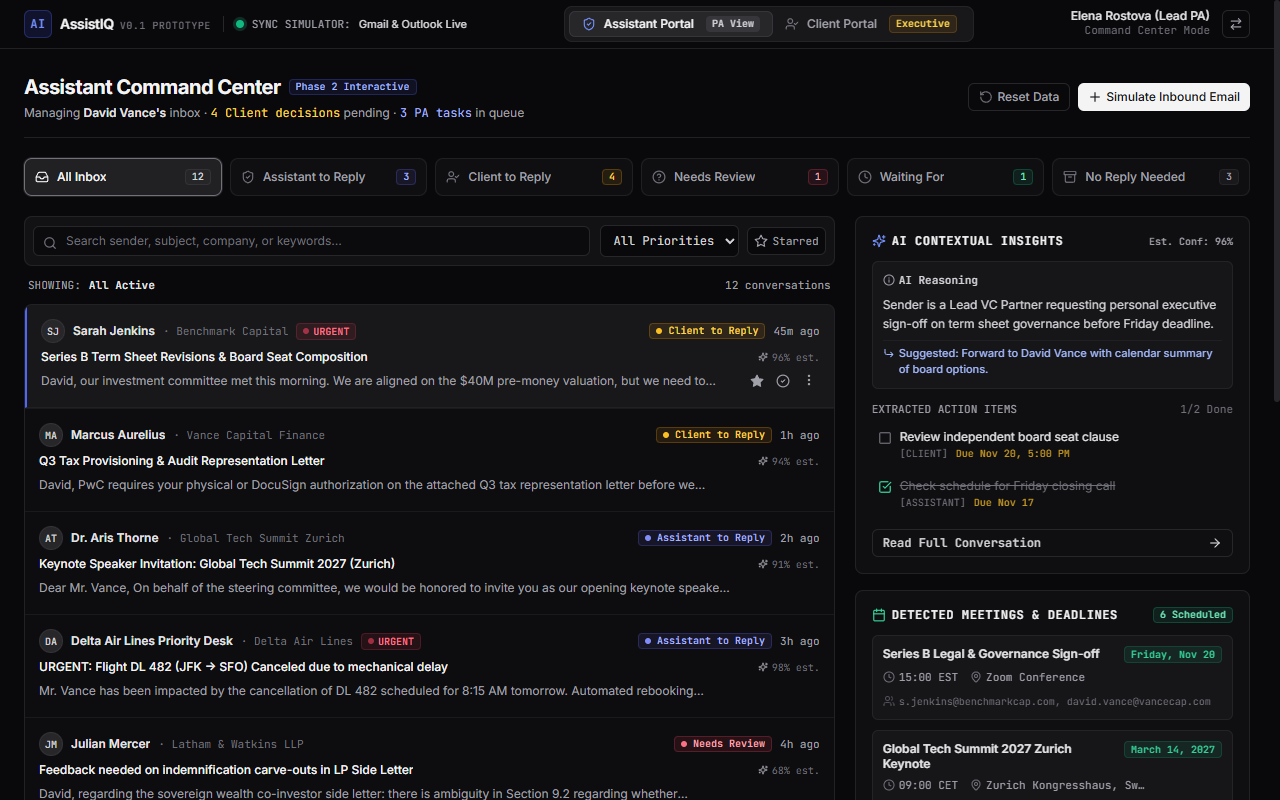 AI AssistIQ V0.1 PROTOTYPE SYNC SIMULATOR: Gmail & Outlook Live
Assistant Portal PA View Client Portal Executive
Elena Rostova (Lead PA)
Command Center Mode
Assistant Command Center Phase 2 Interactive
Managing David Vance's inbox · 4 Client decisions pending · 3 PA tasks in queue
Reset Data
+ Simulate Inbound Email
All Inbox 12
Assistant to Reply 3
Client to Reply 4
Needs Review 1
Waiting For 1
No Reply Needed 3
Search sender, subject, company, or keywords...
All Priorities
Starred
SHOWING: All Active
12 conversations
SJ Sarah Jenkins · Benchmark Capital URGENT Client to Reply 45m ago
Series B Term Sheet Revisions & Board Seat Composition 96% est.
David, our investment committee met this morning. We are aligned on the $40M pre-money valuation, but we need to...
MA Marcus Aurelius · Vance Capital Finance Client to Reply 1h ago
Q3 Tax Provisioning & Audit Representation Letter 94% est.
David, PwC requires your physical or DocuSign authorization on the attached Q3 tax representation letter before we...
AT Dr. Aris Thorne · Global Tech Summit Zurich Assistant to Reply 2h ago
Keynote Speaker Invitation: Global Tech Summit 2027 (Zurich) 91% est.
Dear Mr. Vance, On behalf of the steering committee, we would be honored to invite you as our opening keynote speake...
DA Delta Air Lines Priority Desk · Delta Air Lines URGENT Assistant to Reply 3h ago
URGENT: Flight DL 482 (JFK → SFO) Canceled due to mechanical delay 98% est.
Mr. Vance has been impacted by the cancellation of DL 482 scheduled for 8:15 AM tomorrow. Automated rebooking...
JM Julian Mercer · Latham & Watkins LLP Needs Review 4h ago
Feedback needed on indemnification carve-outs in LP Side Letter 68% est.
David, regarding the sovereign wealth co-investor side letter: there is ambiguity in Section 9.2 regarding whether...
AI CONTEXTUAL INSIGHTS Est. Conf: 96%
AI Reasoning
Sender is a Lead VC Partner requesting personal executive
sign-off on term sheet governance before Friday deadline.
↳ Suggested: Forward to David Vance with calendar summary
of board options.
EXTRACTED ACTION ITEMS 1/2 Done
Review independent board seat clause
[CLIENT] Due Nov 20, 5:00 PM
Check schedule for Friday closing call
[ASSISTANT] Due Nov 17
Read Full Conversation →
DETECTED MEETINGS & DEADLINES 6 Scheduled
Series B Legal & Governance Sign-off Friday, Nov 20
15:00 EST Zoom Conference
s.jenkins@benchmarkcap.com, david.vance@vancecap.com
Global Tech Summit 2027 Zurich March 14, 2027
Keynote
09:00 CET Zurich Kongresshaus, Sw…